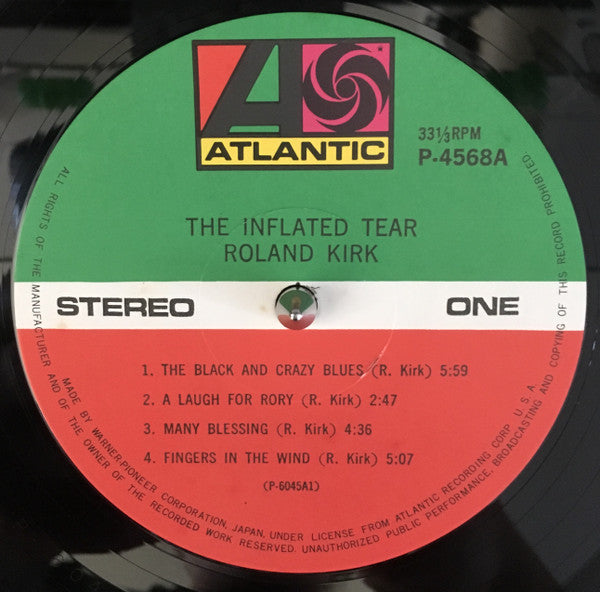 ATLANTIC
33⅓RPM
P-4568A
THE INFLATED TEAR
ROLAND KIRK
STEREO
ONE
1. THE BLACK AND CRAZY BLUES (R. Kirk) 5:59
2. A LAUGH FOR RORY (R. Kirk) 2:47
3. MANY BLESSING (R. Kirk) 4:36
4. FINGERS IN THE WIND (R. Kirk) 5:07
(P-6045A1)
ALL RIGHTS OF THE MANUFACTURER AND OF THE OWNER OF THE RECORDED WORK RESERVED. UNAUTHORIZED PUBLIC PERFORMANCE, BROADCASTING AND COPYING OF THIS RECORD PROHIBITED
MADE BY WARNER-PIONEER CORPORATION, JAPAN, UNDER LICENSE FROM ATLANTIC RECORDING CORP. U.S.A